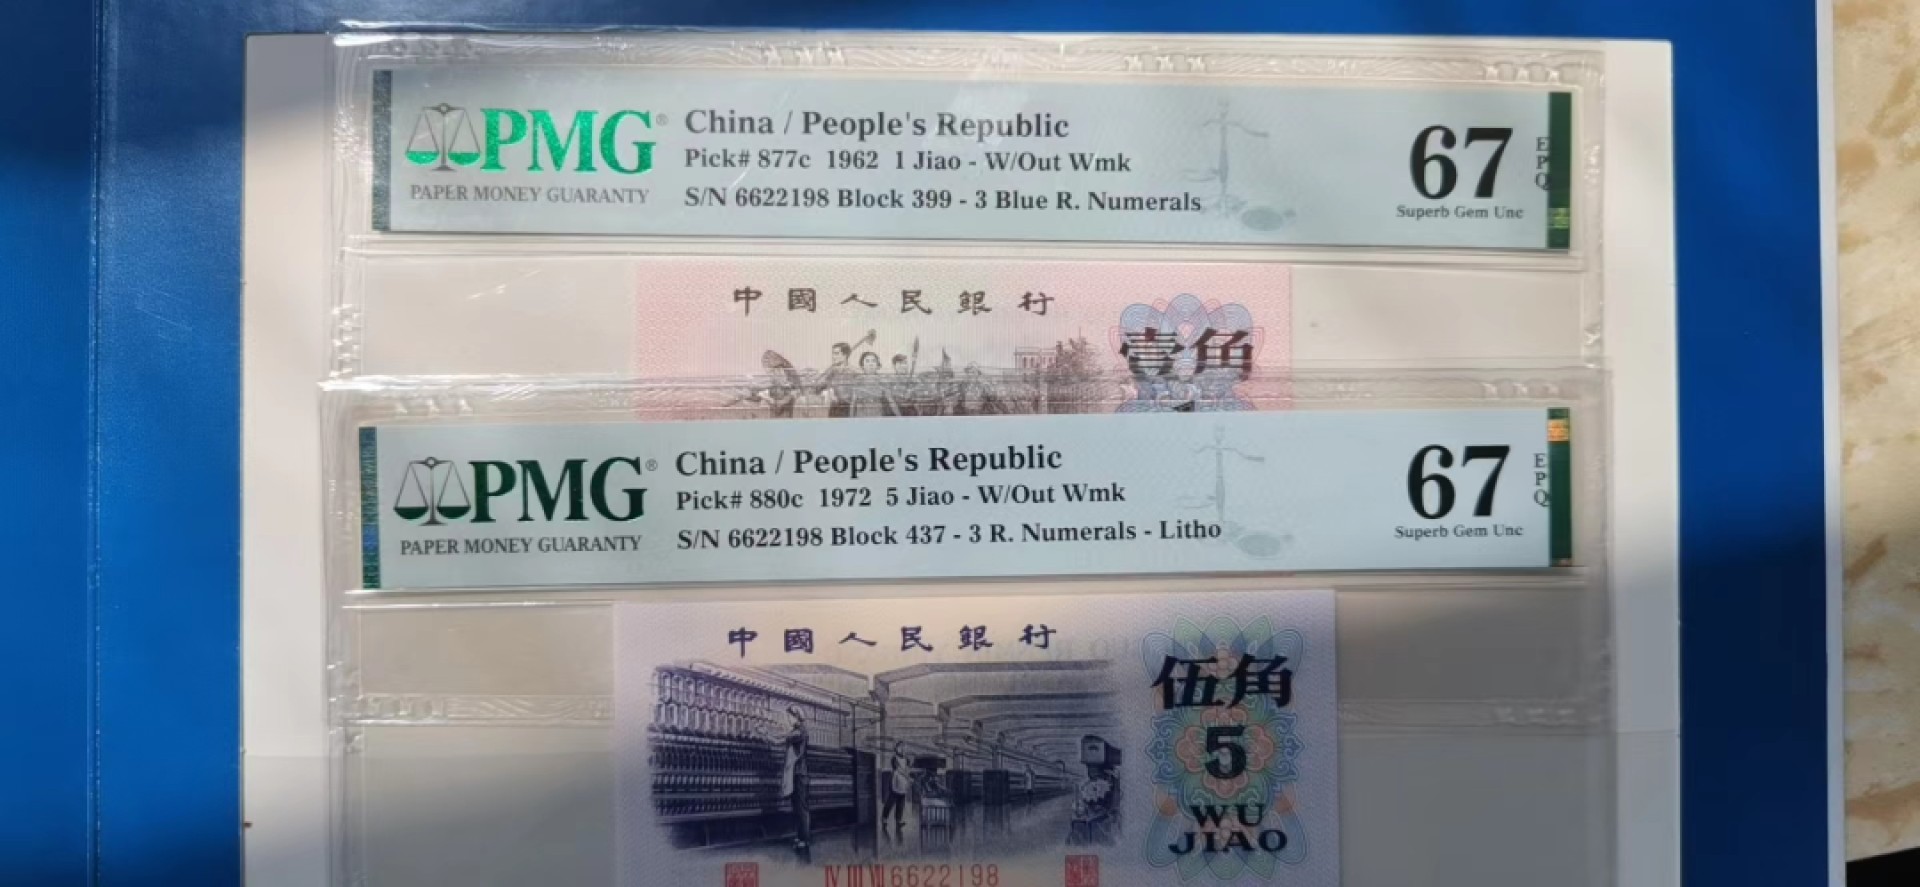 PMG®
PAPER MONEY GUARANTY
China / People's Republic
Pick# 877c 1962 1 Jiao - W/Out Wmk
S/N 6622198 Block 399 - 3 Blue R. Numerals
67
EPQ
Superb Gem Unc
中國人民銀行
壹角
PMG®
PAPER MONEY GUARANTY
China / People's Republic
Pick# 880c 1972 5 Jiao - W/Out Wmk
S/N 6622198 Block 437 - 3 R. Numerals - Litho
67
EPQ
Superb Gem Unc
中國人民銀行
伍角
5
WU
JIAO
IV III VII 6622198